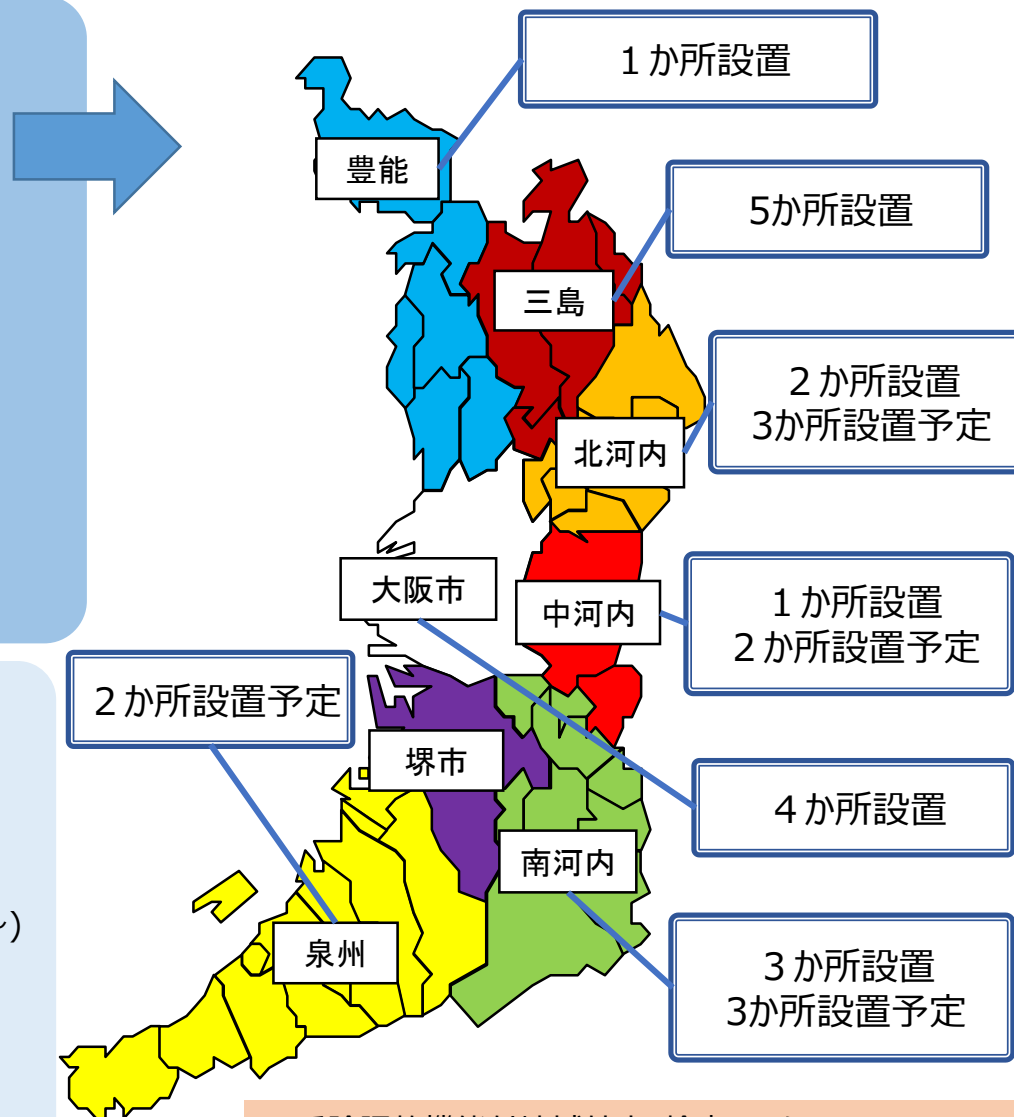 １か所設置
豊能
5か所設置
三島
２か所設置
3か所設置予定
北河内
大阪市
中河内
１か所設置
２か所設置予定
２か所設置予定
堺市
４か所設置
南河内
～)
泉州
３か所設置
3か所設置予定